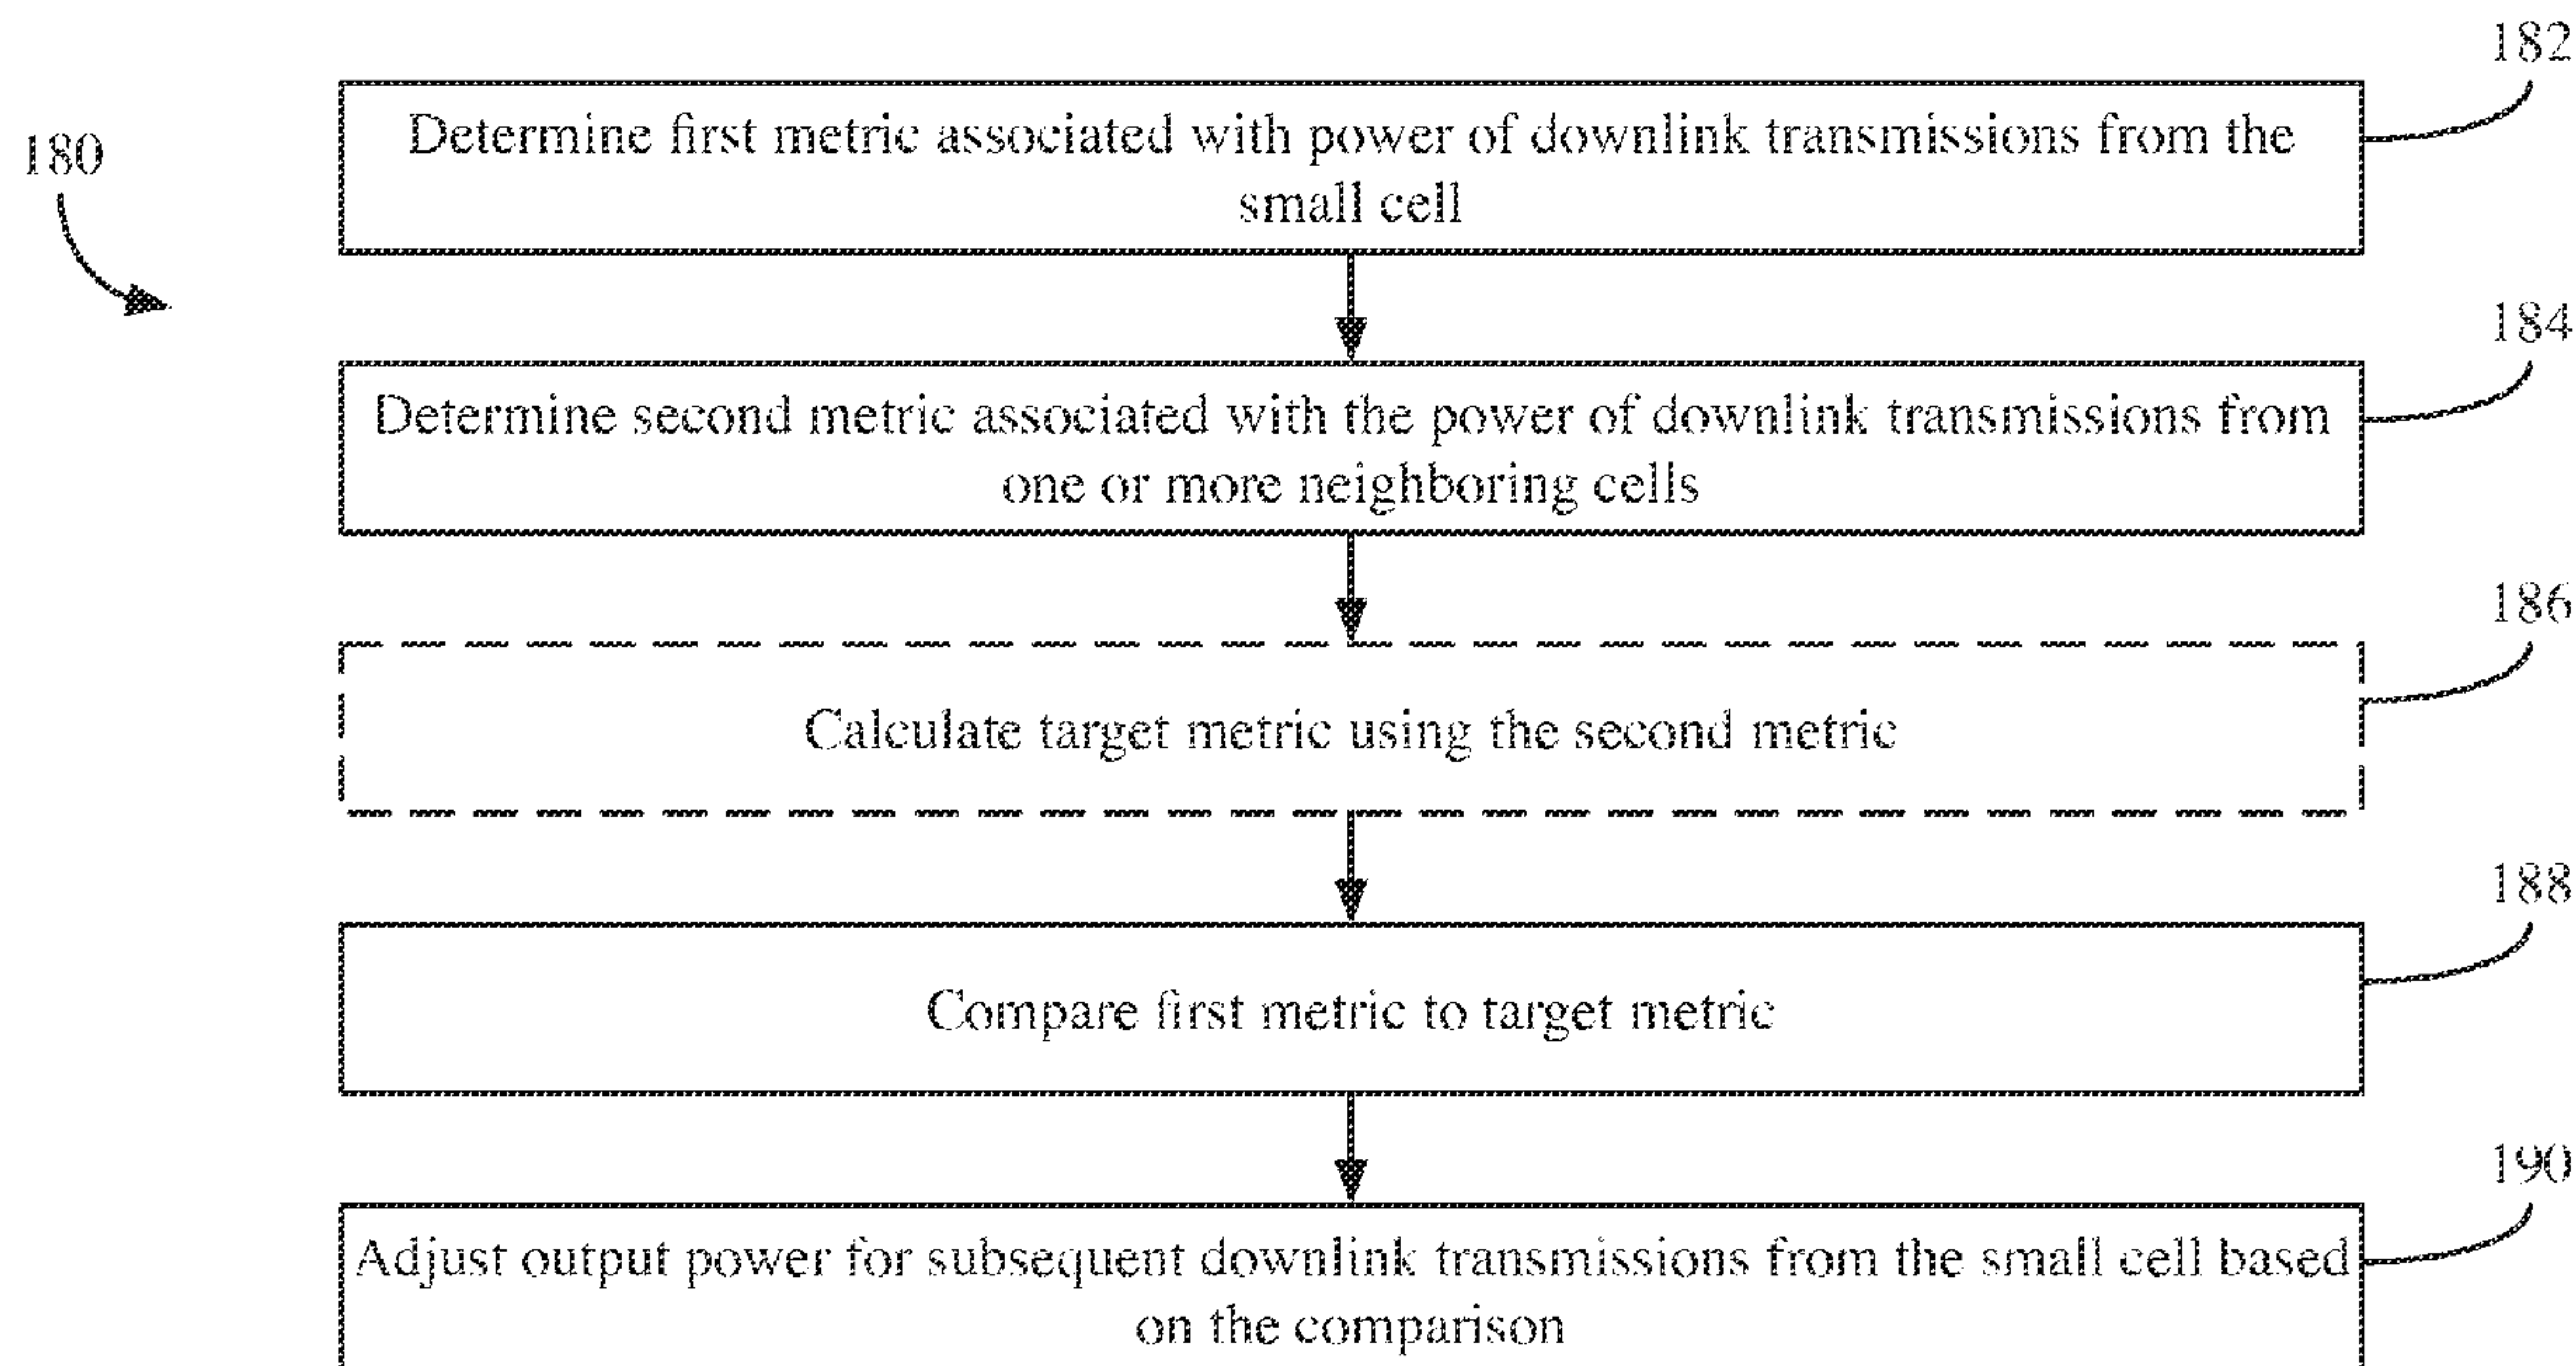 182
180
Determine first metric associated with power of downlink transmissions from the
small cell
184
Determine second metric associated with the power of downlink transmissions from
one or more neighboring cells
186
Calculate target metric using the second metric
188
Compare first metric to target metric
190
Adjust output power for subsequent downlink transmissions from the small cell based
on the comparison